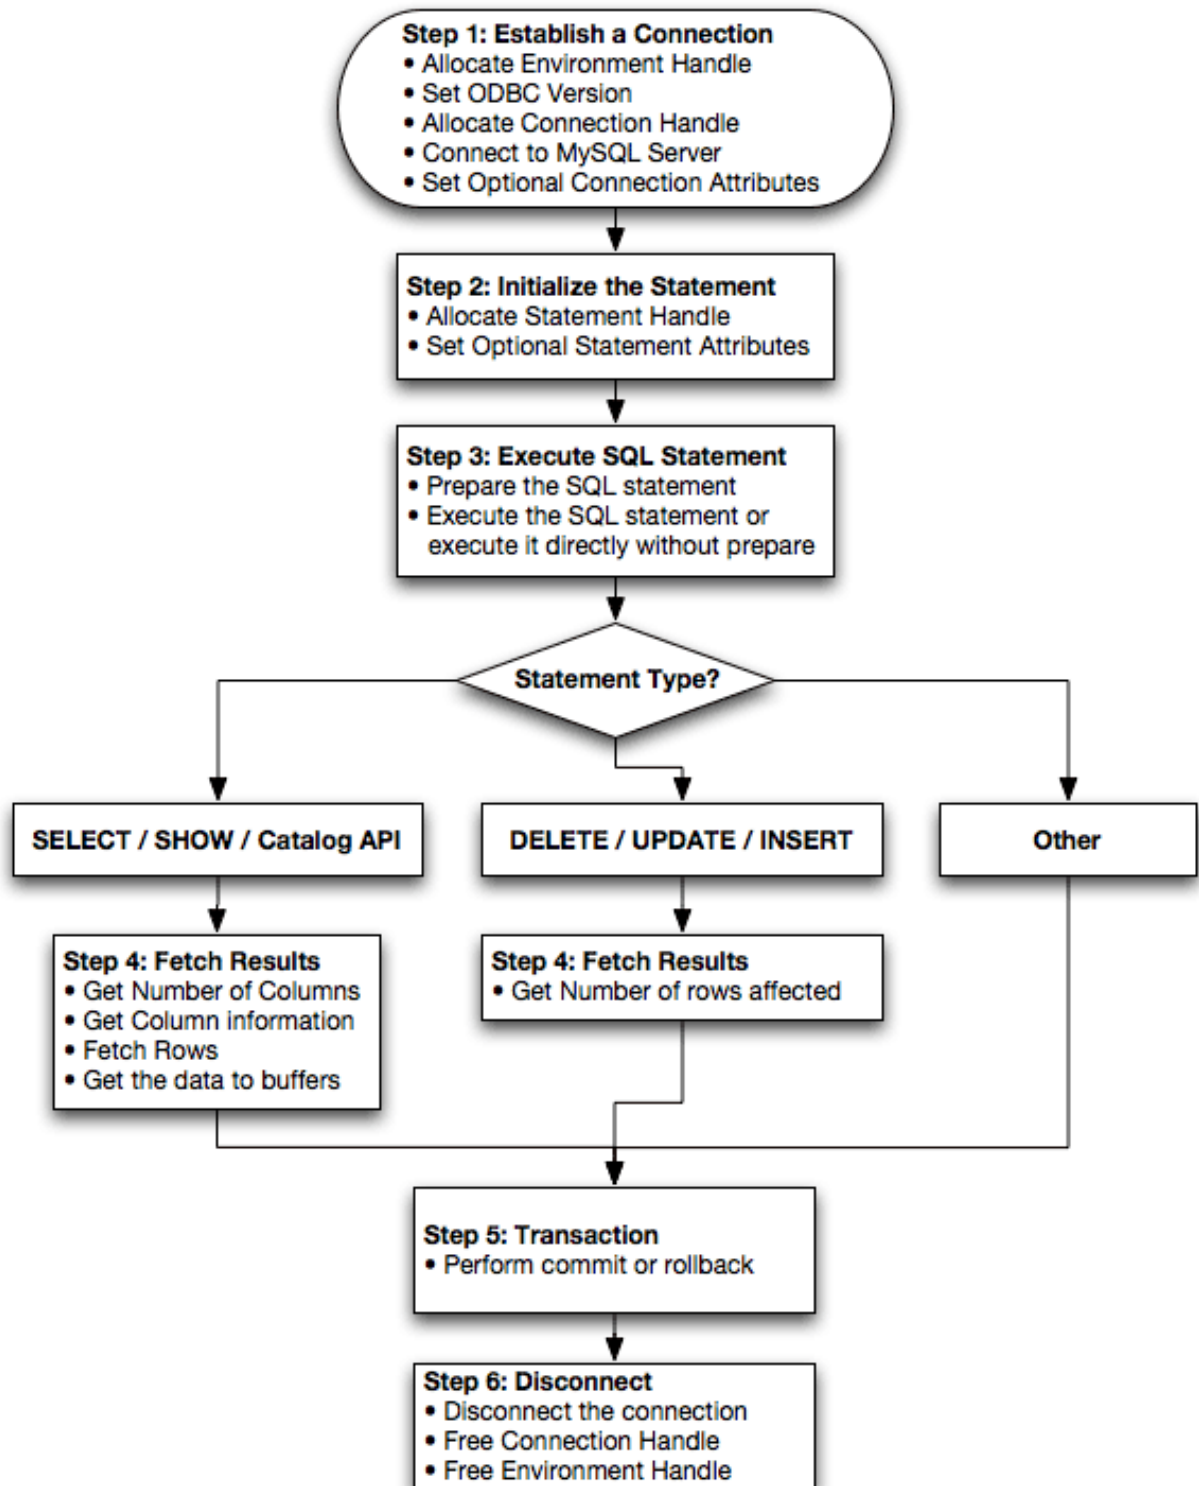 Step 1: Establish a Connection
• Allocate Environment Handle
• Set ODBC Version
• Allocate Connection Handle
• Connect to MySQL Server
• Set Optional Connection Attributes
Step 2: Initialize the Statement
• Allocate Statement Handle
• Set Optional Statement Attributes
Step 3: Execute SQL Statement
• Prepare the SQL statement
• Execute the SQL statement or
execute it directly without prepare
Statement Type?
SELECT / SHOW / Catalog API
DELETE / UPDATE / INSERT
Other
Step 4: Fetch Results
• Get Number of Columns
• Get Column information
• Fetch Rows
• Get the data to buffers
Step 4: Fetch Results
• Get Number of rows affected
Step 5: Transaction
• Perform commit or rollback
Step 6: Disconnect
• Disconnect the connection
• Free Connection Handle
• Free Environment Handle